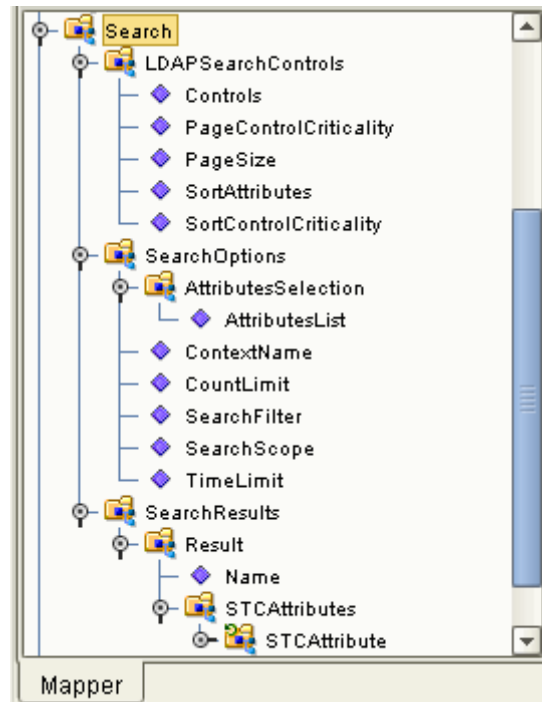 Search
LDAPSearchControls
Controls
PageControlCriticality
PageSize
SortAttributes
SortControlCriticality
SearchOptions
AttributesSelection
AttributesList
ContextName
CountLimit
SearchFilter
SearchScope
TimeLimit
SearchResults
Result
Name
STCAttributes
STCAttribute
Mapper